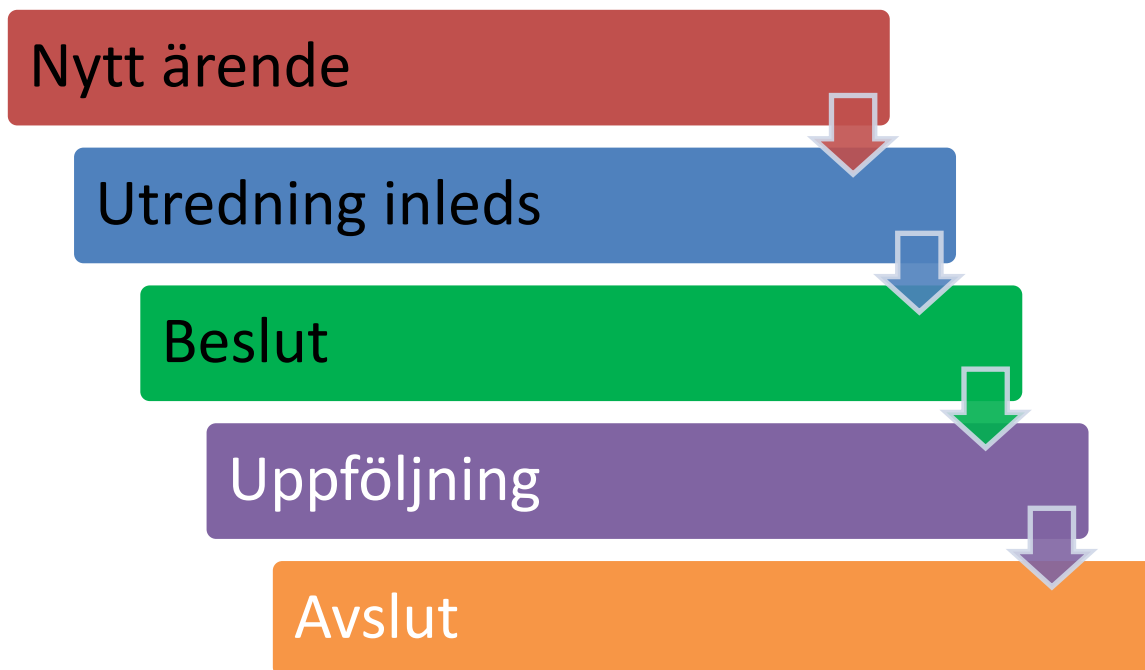 Nytt ärende
Utredning inleds
Beslut
Uppföljning
Avslut